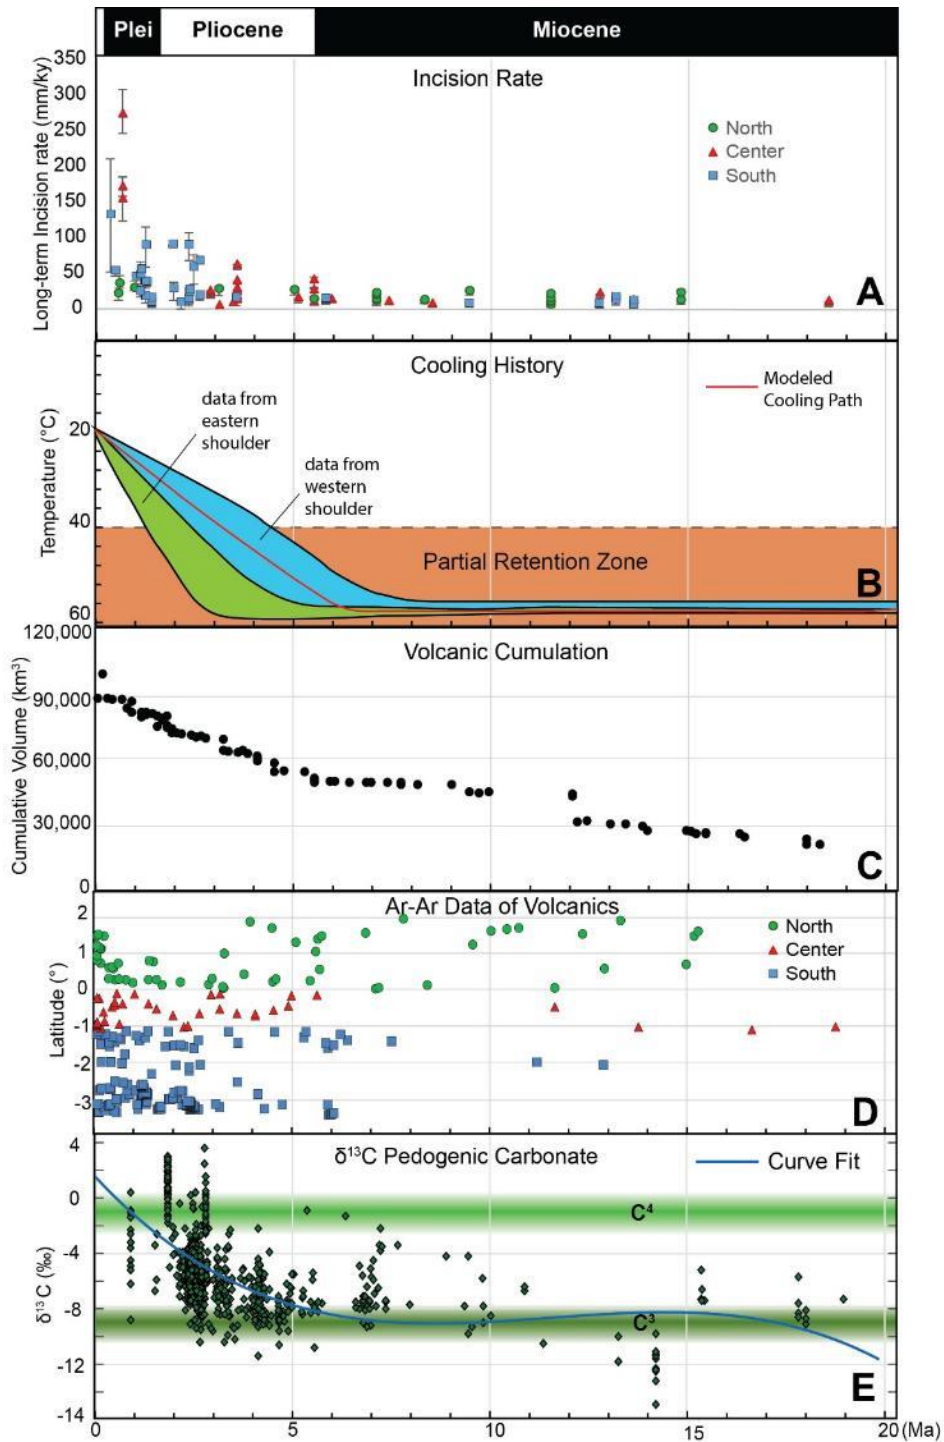 Plei Pliocene Miocene
Incision Rate
Long-term Incision rate (mm/ky)
350
300
250
200
150
100
50
0
North
Center
South
A
Cooling History
Temperature (°C)
20
40
60
data from
eastern
shoulder
data from
western
shoulder
Modeled
Cooling Path
Partial Retention Zone
B
Volcanic Cumulation
Cumulative Volume (km³)
120,000
90,000
60,000
30,000
0
C
Ar-Ar Data of Volcanics
Latitude (°)
2
1
0
-1
-2
-3
North
Center
South
D
δ¹³C Pedogenic Carbonate
Curve Fit
δ¹³C (‰)
4
0
-4
-8
-12
-14
C⁴
C³
E
0 5 10 15 20 (Ma)